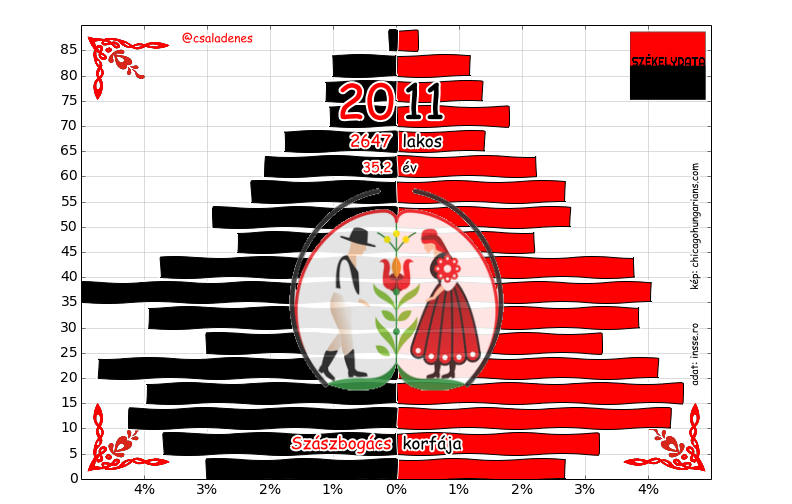 @csaladenes
SZÉKELYDATA
2011
2647 lakos
35,2 év
kép: chicagohungarians.com
adat: insse.ro
Szászbogács korfája
85
80
75
70
65
60
55
50
45
40
35
30
25
20
15
10
5
0
4% 3% 2% 1% 0% 1% 2% 3% 4%